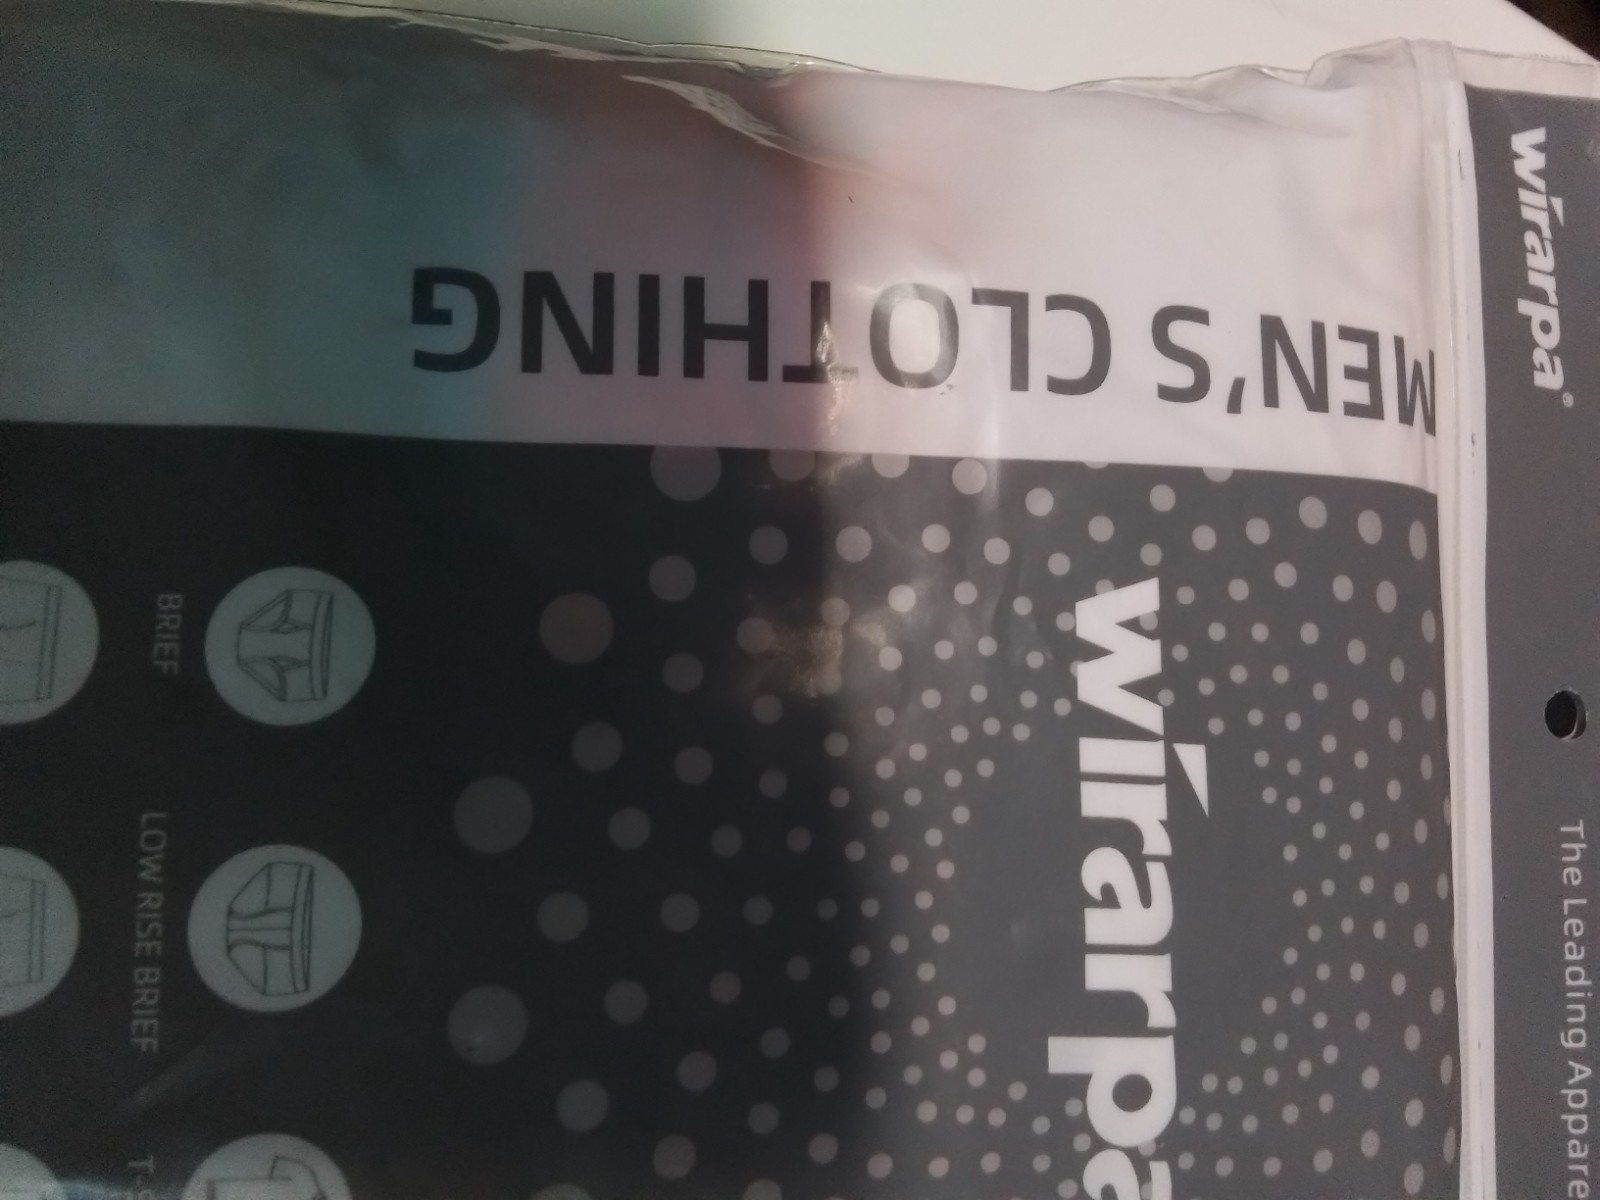 wirarpa®
The Leading Appare
MEN'S CLOTHING
wirarpa
BRIEF
LOW RISE BRIEF
T-S